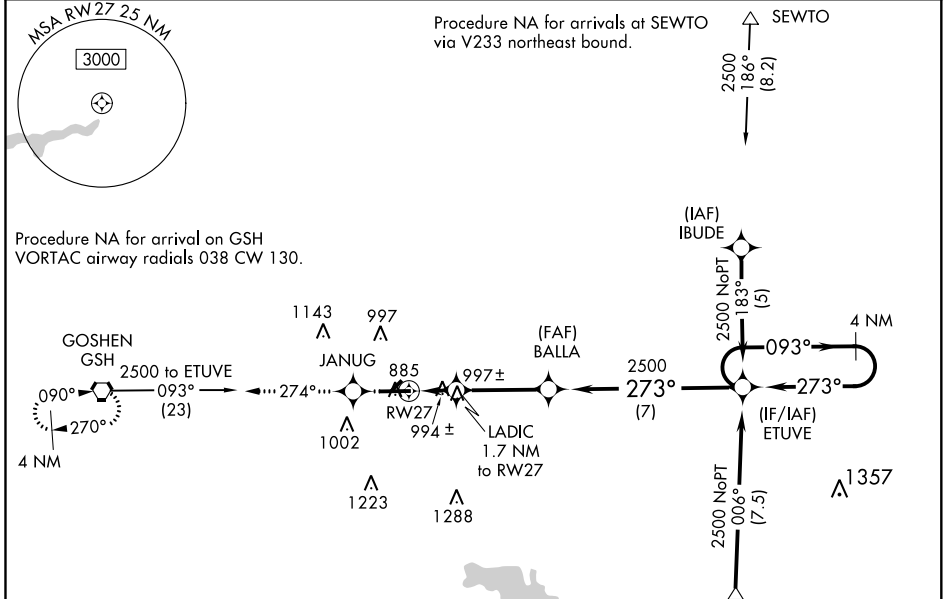 MSA RW27 25 NM
3000
Procedure NA for arrivals at SEWTO
via V233 northeast bound.
SEWTO
2500
186°
(8.2)
Procedure NA for arrival on GSH
VORTAC airway radials 038 CW 130.
(IAF)
IBUDE
2500 NoPT
183°
(5)
4 NM
093°
273°
(IF/IAF)
ETUVE
1143
997
JANUG
885
(FAF)
BALLA
GOSHEN
GSH
2500 to ETUVE
090°
093°
(23)
274°
270°
4 NM
997±
2500
273°
(7)
RW27
994 ±
LADIC
1.7 NM
to RW27
1002
1223
1288
1357
2500 NoPT
006°
(7.5)